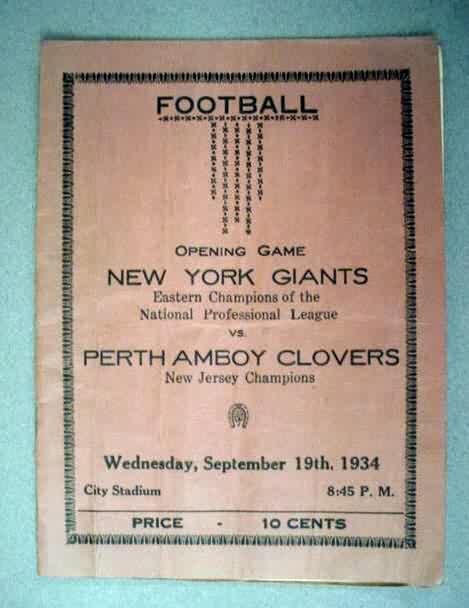 FOOTBALL
OPENING GAME
NEW YORK GIANTS
Eastern Champions of the
National Professional League
vs.
PERTH AMBOY CLOVERS
New Jersey Champions
Wednesday, September 19th, 1934
City Stadium 8:45 P. M.
PRICE - 10 CENTS